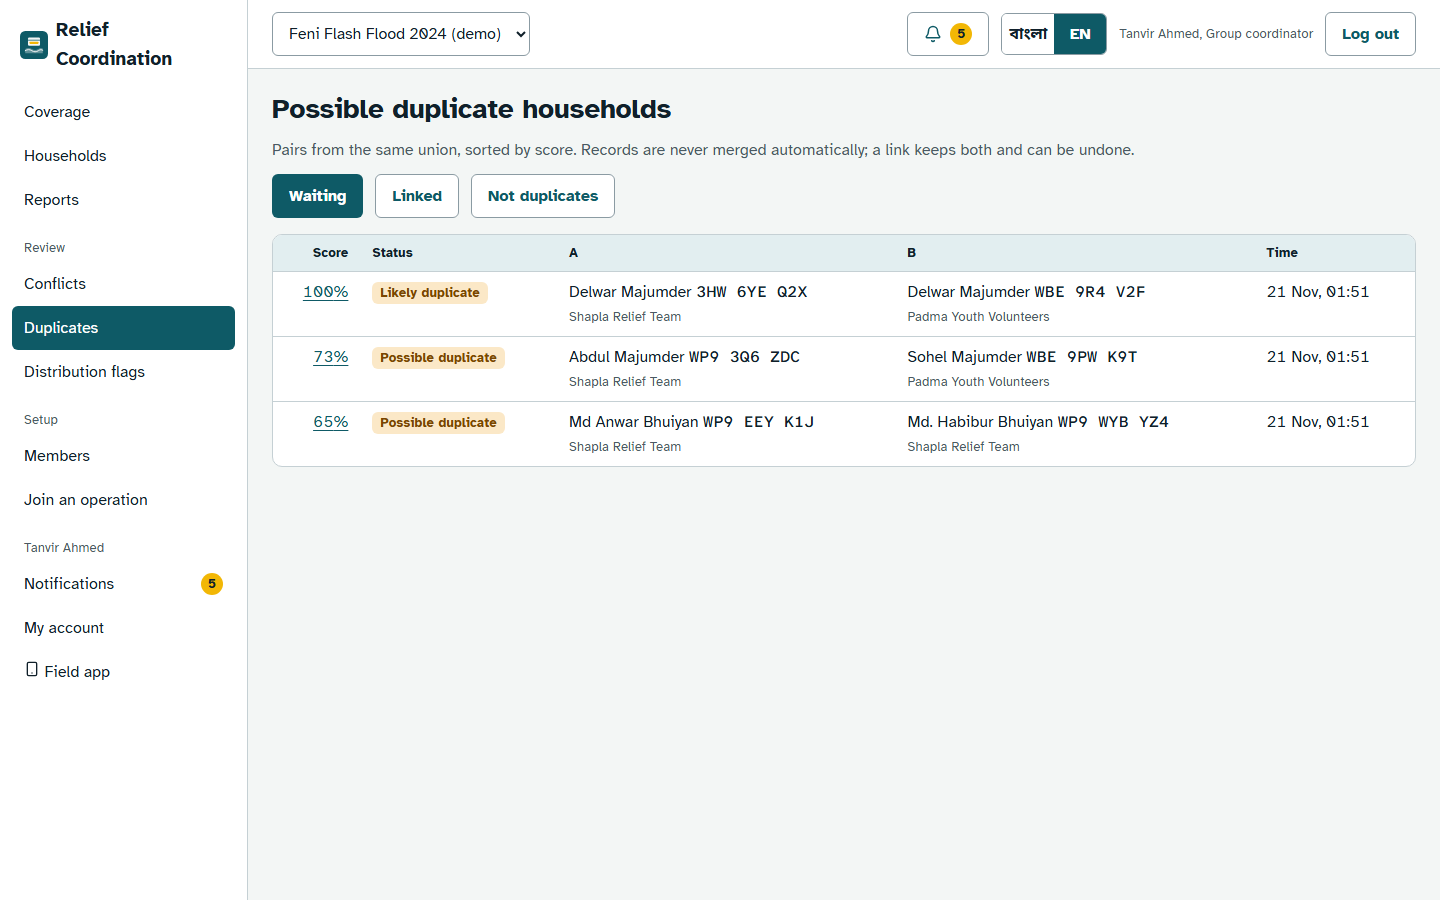 Relief
Coordination
Feni Flash Flood 2024 (demo)
5
বাংলা
EN
Tanvir Ahmed, Group coordinator
Log out
Coverage
Households
Reports
Review
Conflicts
Duplicates
Distribution flags
Setup
Members
Join an operation
Tanvir Ahmed
Notifications 5
My account
Field app
Possible duplicate households
Pairs from the same union, sorted by score. Records are never merged automatically; a link keeps both and can be undone.
Waiting Linked Not duplicates
Score Status A B Time
100% Likely duplicate Delwar Majumder 3HW 6YE Q2X Delwar Majumder WBE 9R4 V2F 21 Nov, 01:51
Shapla Relief Team Padma Youth Volunteers
73% Possible duplicate Abdul Majumder WP9 3Q6 ZDC Sohel Majumder WBE 9PW K9T 21 Nov, 01:51
Shapla Relief Team Padma Youth Volunteers
65% Possible duplicate Md Anwar Bhuiyan WP9 EEY K1J Md. Habibur Bhuiyan WP9 WYB YZ4 21 Nov, 01:51
Shapla Relief Team Shapla Relief Team